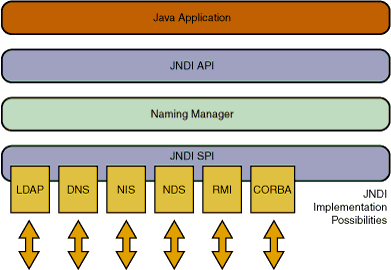 Java Application
JNDI API
Naming Manager
JNDI SPI
LDAP DNS NIS NDS RMI CORBA
JNDI
Implementation
Possibilities